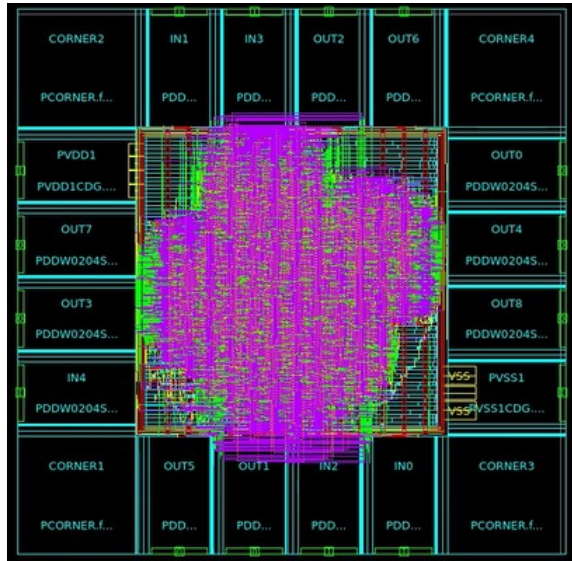 CORNER2 IN1 IN3 OUT2 OUT6 CORNER4
PCORNER.f... PDD... PDD... PDD... PDD... PCORNER.f...
PVDD1
PVDD1CDG....
OUT0
PDDW0204S...
OUT7
PDDW0204S...
OUT4
PDDW0204S...
OUT3
PDDW0204S...
OUT8
PDDW0204S...
IN4
PDDW0204S...
VSS PVSS1
VSS PVSS1CDG....
CORNER1 OUT5 OUT1 IN2 IN0 CORNER3
PCORNER.f... PDD... PDD... PDD... PDD... PCORNER.f...